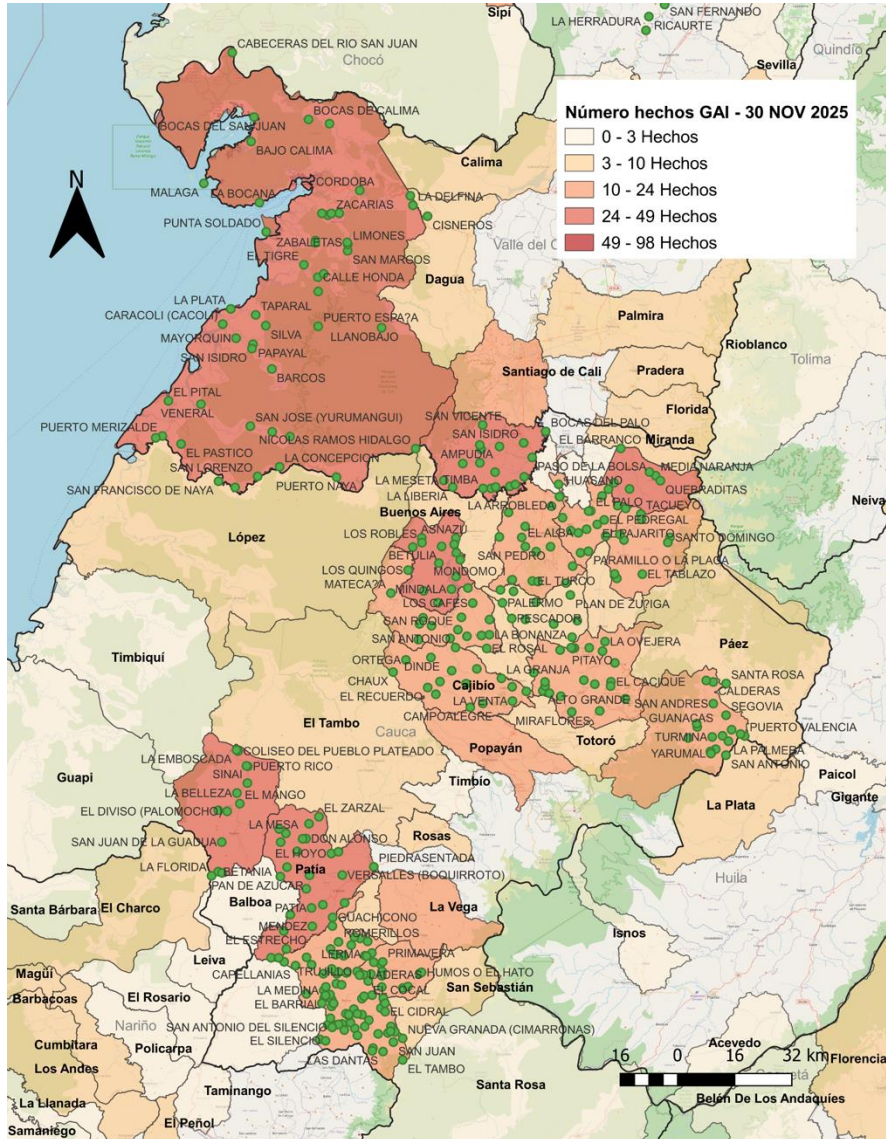 SAN FERNANDO
LA HERRADURA
RICAURTE
Sipí
CABECERAS DEL RIO SAN JUAN
Chocó
Quindío
Sevilla
Número hechos GAI - 30 NOV 2025
0 - 3 Hechos
3 - 10 Hechos
10 - 24 Hechos
24 - 49 Hechos
49 - 98 Hechos
BOCAS DE CALIMA
BOCAS DEL SAN JUAN
BAJO CALIMA
Calima
N
MALAGA
LA BOCANA
CORDOBA
LA DELFINA
ZACARIAS
CISNEROS
PUNTA SOLDADO
ZABALETAS
LIMONES
Valle del C
EL TIGRE
SAN MARCOS
CALLE HONDA
Dagua
LA PLATA
CARACOLI (CACOLI)
TAPARAL
PUERTO ESPA?A
Palmira
MAYORQUIN
SILVA
LLANOBAJO
Rioblanco
SAN ISIDRO
PAPAYAL
Tolima
BARCOS
Santiago de Cali
Pradera
EL PITAL
VENERAL
Florida
SAN JOSE (YURUMANGUI)
SAN VICENTE
BOCAS DEL PALO
PUERTO MERIZALDE
NICOLAS RAMOS HIDALGO
SAN ISIDRO
EL BARRANCO
Miranda
EL PASTICO
LA CONCEPCION
AMPUDIA
PASO DE LA BOLSA
MEDIA NARANJA
SAN LORENZO
LA MESETA
TIMBA
HUASANO
QUEBRADITAS
Neiva
SAN FRANCISCO DE NAYA
PUERTO NAYA
LA LIBERIA
EL PALO
TACUEYO
Buenos Aires
LA ARROBLEDA
EL PEDREGAL
López
LOS ROBLES
ASNAZU
EL ALBA
EL PAJARITO
SANTO DOMINGO
BETULIA
SAN PEDRO
PARAMILLO O LA PLACA
LOS QUINGOS
MONDOMO
EL TURCO
EL TABLAZO
MATECA?A
MINDALA
LOS CAFES
PALERMO
PLAN DE ZU?IGA
SAN ROQUE
PESCADOR
Páez
SAN ANTONIO
LA BONANZA
LA OVEJERA
Timbiquí
EL ROSAL
ORTEGA
DINDE
PITAYO
LA GRANJA
SANTA ROSA
CHAUX
EL CACIQUE
CALDERAS
EL RECUERDO
Cajibío
SAN ANDRES
SEGOVIA
LA VENTA
ALTO GRANDE
GUANACAS
El Tambo
CAMPOALEGRE
MIRAFLORES
TURMINA
PUERTO VALENCIA
Cauca
Totoró
YARUMAL
LA PALMERA
COLISEO DEL PUEBLO PLATEADO
Popayán
SAN ANTONIO
LA EMBOSCADA
PUERTO RICO
Guapi
SINAI
Timbío
Paicol
LA BELLEZA
EL MANGO
Gigante
EL DIVISO (PALOMOCHO)
EL ZARZAL
La Plata
LA MESA
DON ALONSO
Rosas
SAN JUAN DE LA GUADUA
EL HOYO
PIEDRASENTADA
Huila
LA FLORIDA
BETANIA
Patía
VERSALLES (BOQUIRROTO)
PAN DE AZUCAR
Santa Bárbara
El Charco
Balboa
PATIA
La Vega
GUACHICONO
MENDEZ
Isnos
ROMERILLOS
EL ESTRECHO
Leiva
LERMA
PRIMAVERA
Magüí
CAPELLANIAS
TRUJILLO
LADERAS
HUMOS O EL HATO
Barbacoas
El Rosario
LA MEDINA
EL COCAL
San Sebastián
EL BARRIAL
EL CIDRAL
Nariño
SAN ANTONIO DEL SILENCIO
NUEVA GRANADA (CIMARRONAS)
Cumbitara
Policarpa
EL SILENCIO
SAN JUAN
Acevedo
Los Andes
LAS DANTAS
EL TAMBO
Florencia
16 0 16 32 km
Taminango
Santa Rosa
La Llanada
Belén De Los Andaquíes
El Peñol
Samaniego